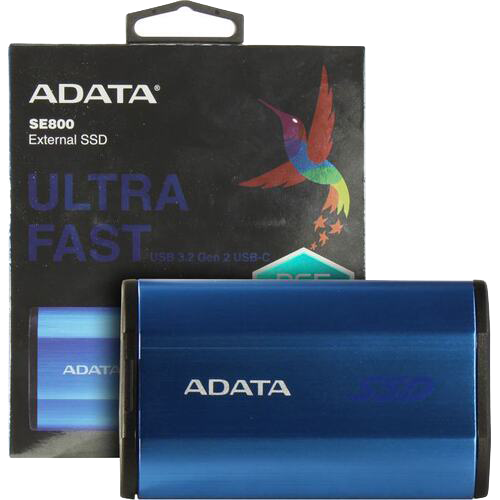 ADATA®
SE800
External SSD
ULTRA
FAST
USB 3.2 Gen 2 USB-C
ADATA
ADATA
SSD